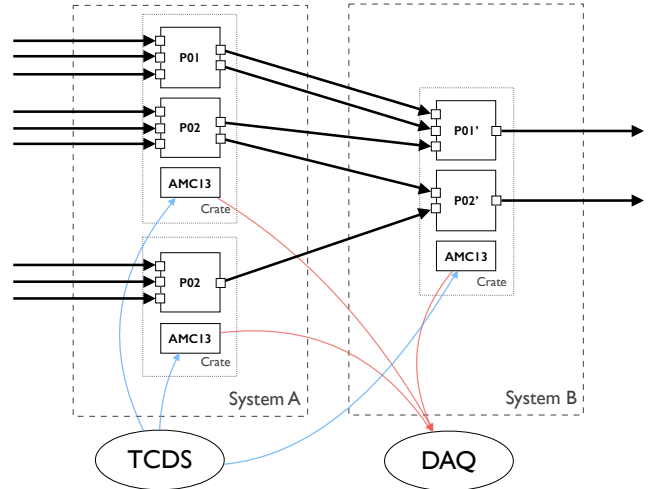 P01
P02
AMC13
Crate
P02
AMC13
Crate
System A
P01'
P02'
AMC13
Crate
System B
TCDS
DAQ